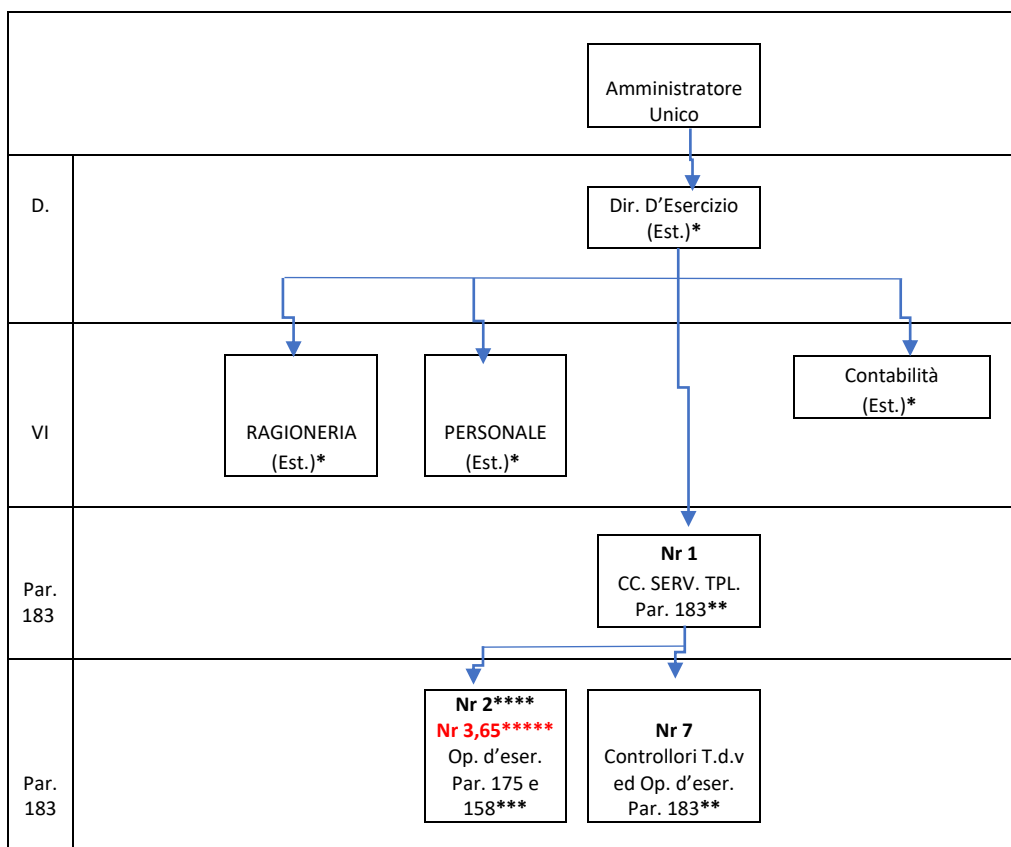 Amministratore
Unico
D.
Dir. D’Esercizio
(Est.)*
VI
RAGIONERIA
(Est.)*
PERSONALE
(Est.)*
Contabilità
(Est.)*
Par.
183
Nr 1
CC. SERV. TPL.
Par. 183**
Par.
183
Nr 2****
Nr 3,65*****
Op. d’eser.
Par. 175 e
158***
Nr 7
Controllori T.d.v
ed Op. d’eser.
Par. 183**